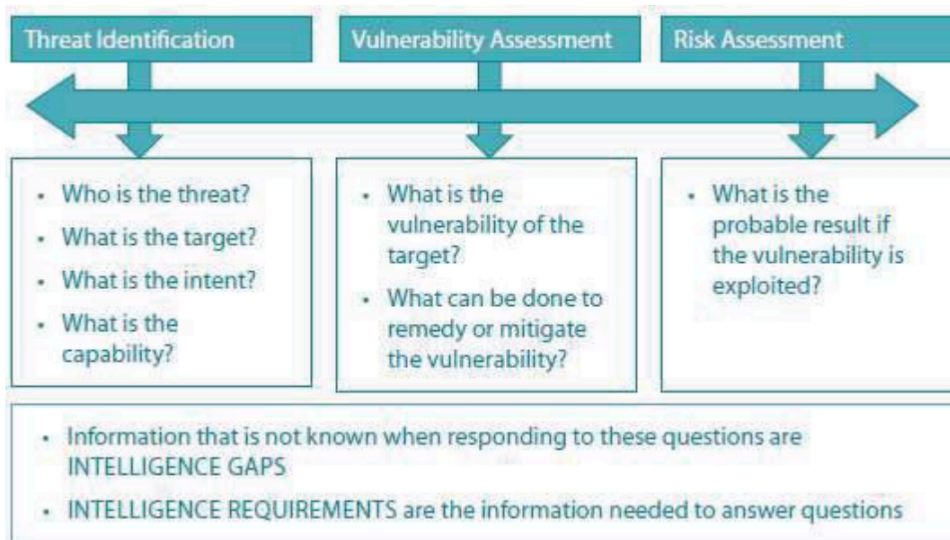 Threat Identification
Vulnerability Assessment
Risk Assessment
• Who is the threat?
• What is the target?
• What is the intent?
• What is the
capability?
• What is the
vulnerability of the
target?
• What can be done to
remedy or mitigate
the vulnerability?
• What is the
probable result if
the vulnerability is
exploited?
• Information that is not known when responding to these questions are
INTELLIGENCE GAPS
• INTELLIGENCE REQUIREMENTS are the information needed to answer questions